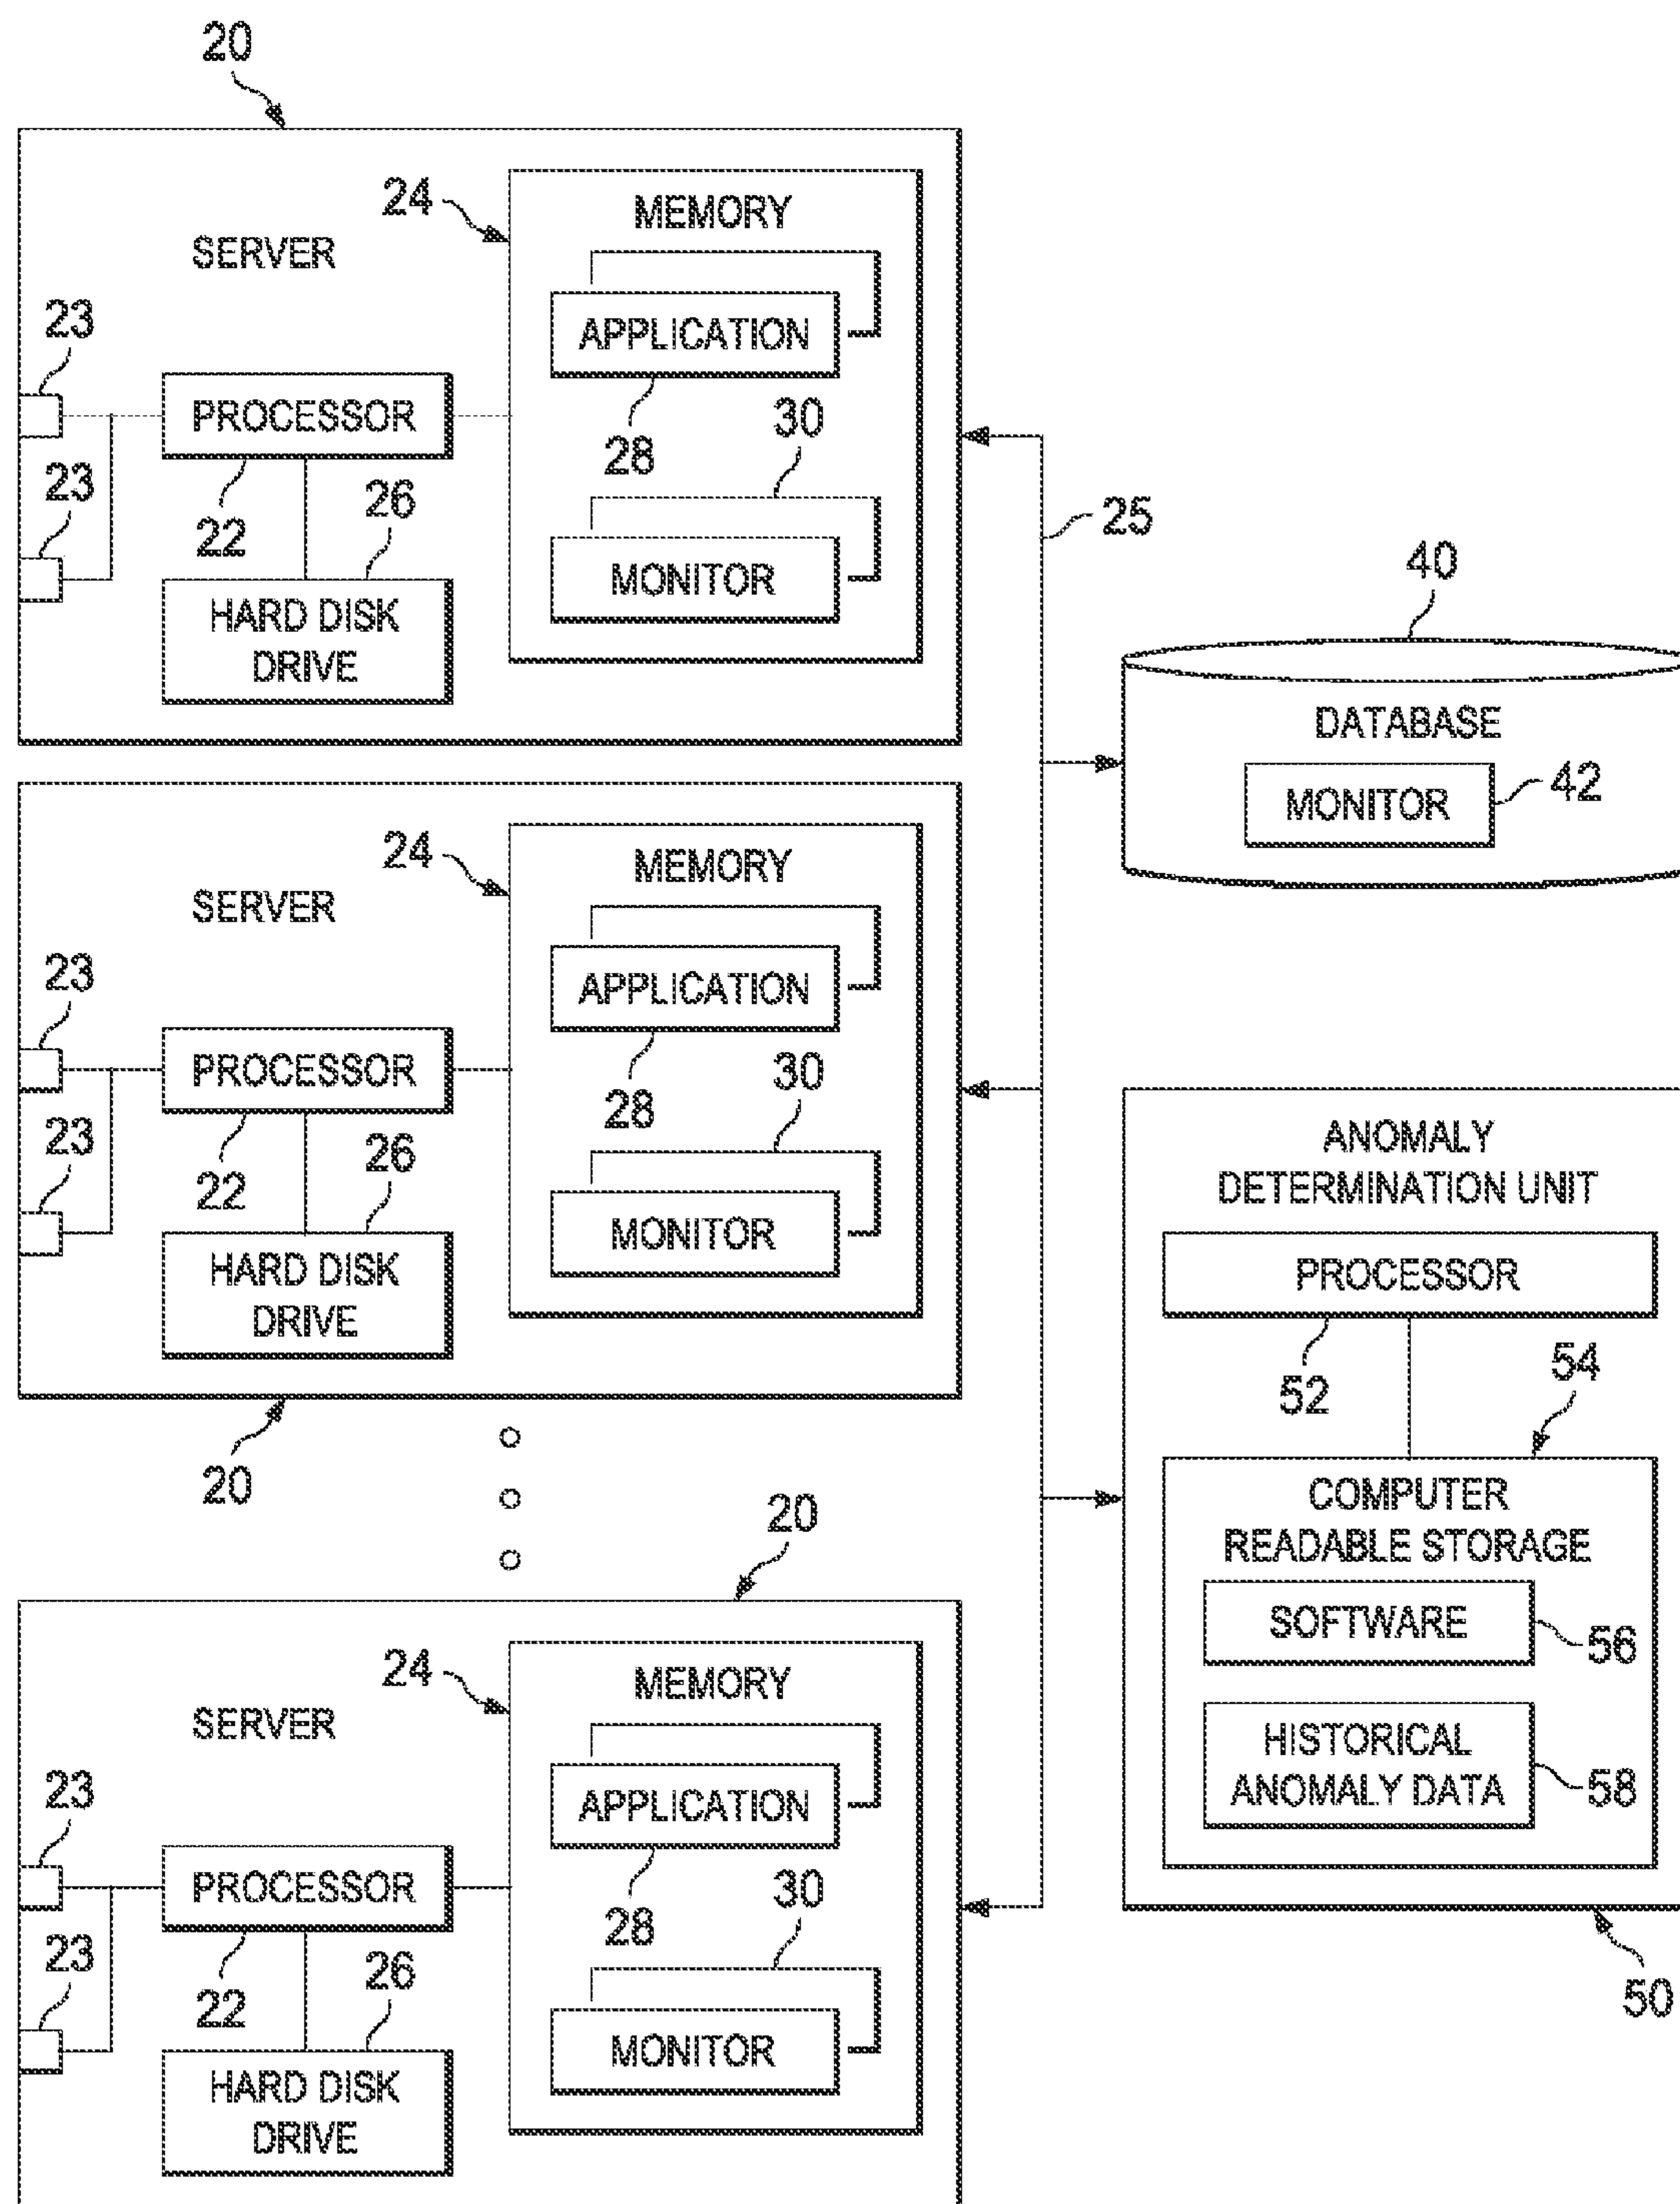 20
24
MEMORY
SERVER
23
APPLICATION
PROCESSOR
28
30
23
22
26
MONITOR
HARD DISK
DRIVE
25
40
DATABASE
MONITOR
42
24
MEMORY
SERVER
23
APPLICATION
PROCESSOR
28
30
23
22
26
MONITOR
HARD DISK
DRIVE
20
ANOMALY
DETERMINATION UNIT
PROCESSOR
52
54
COMPUTER
READABLE STORAGE
SOFTWARE
56
HISTORICAL
ANOMALY DATA
58
50
20
24
MEMORY
SERVER
23
APPLICATION
PROCESSOR
28
30
23
22
26
MONITOR
HARD DISK
DRIVE